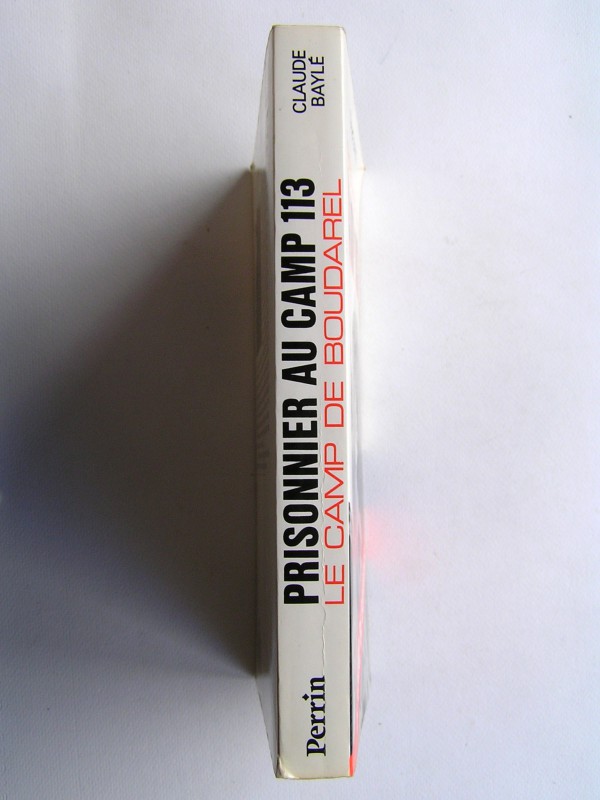 CLAUDE
BAYLÉ
PRISONNIER AU CAMP 113
LE CAMP DE BOUDAREL
Perrin